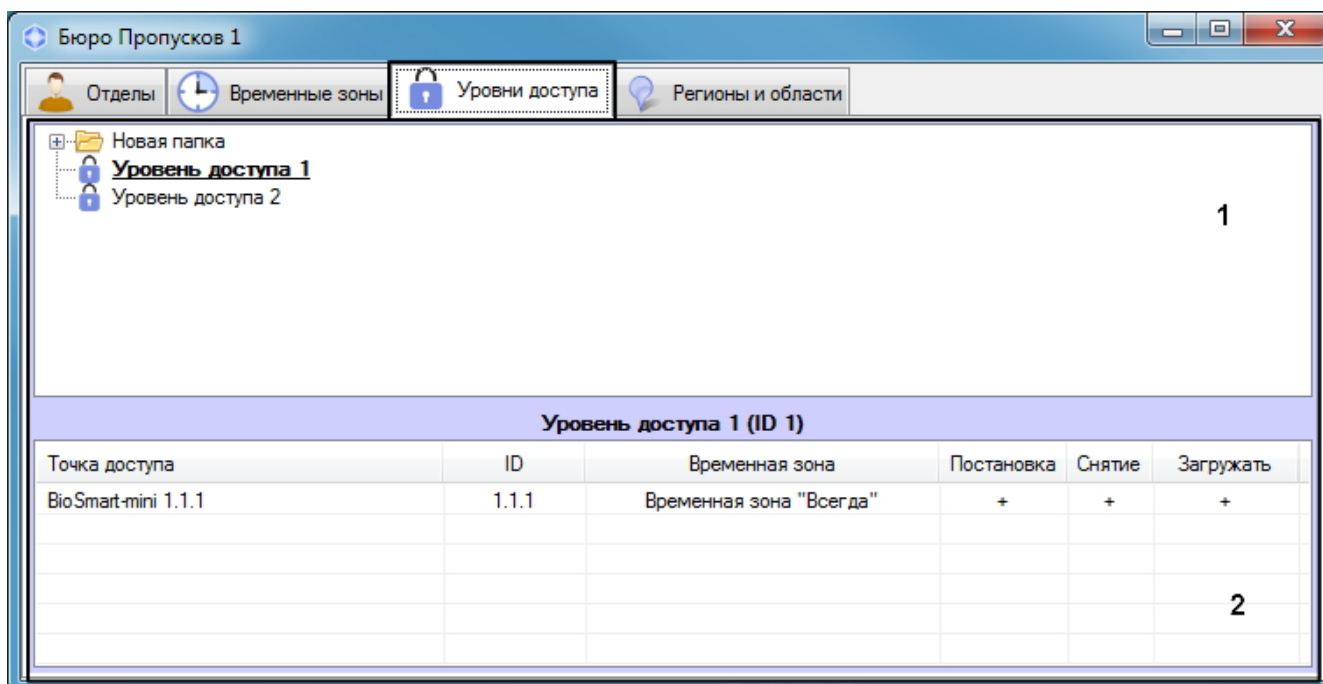 Бюро Пропусков 1
Отделы Временные зоны Уровни доступа Регионы и области
Новая папка
Уровень доступа 1
Уровень доступа 2
1
Уровень доступа 1 (ID 1)
Точка доступа ID Временная зона Постановка Снятие Загружать
BioSmart-mini 1.1.1 1.1.1 Временная зона "Всегда" + + +
2